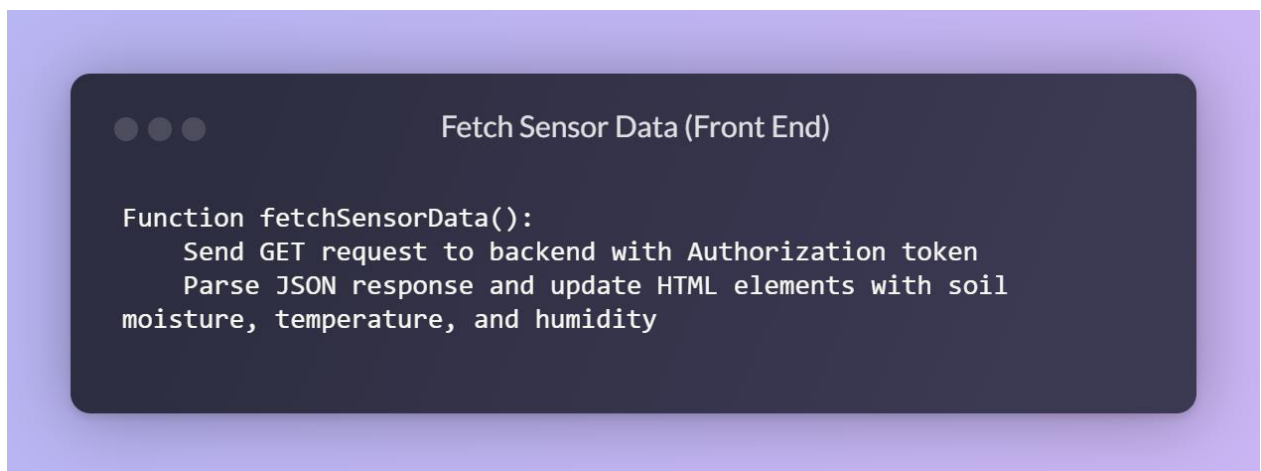 Fetch Sensor Data (Front End)
Function fetchSensorData():
    Send GET request to backend with Authorization token
    Parse JSON response and update HTML elements with soil
moisture, temperature, and humidity